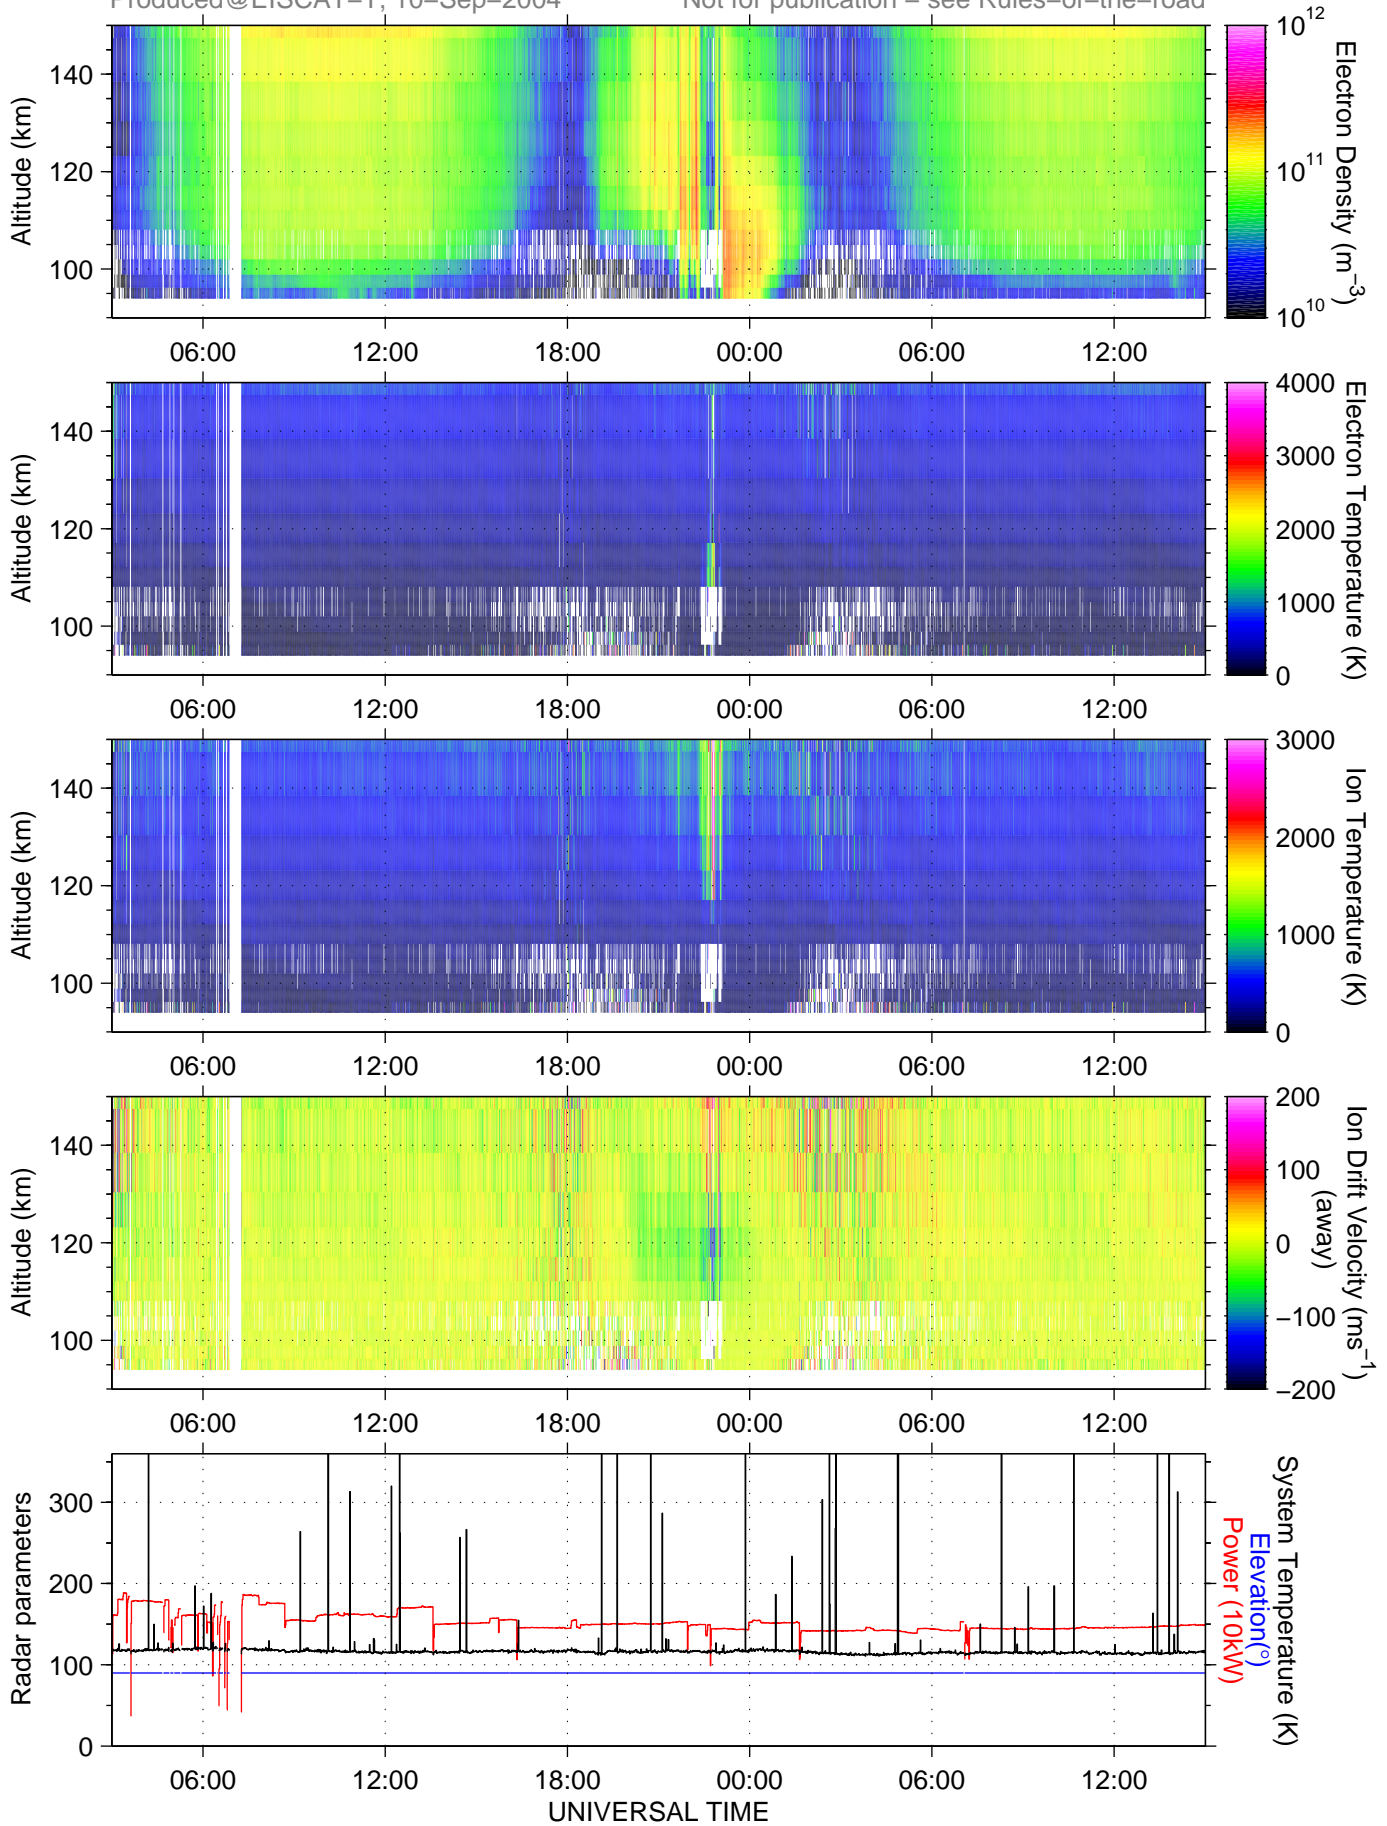 Produced@EISCAT−T, 10−Sep−2004 Not for publication − see Rules−of−the−road
Altitude (km)
140
120
100
06:00 12:00 18:00 00:00 06:00 12:00
10^12
10^11
10^10
Electron Density (m^−3)
Altitude (km)
140
120
100
06:00 12:00 18:00 00:00 06:00 12:00
4000
3000
2000
1000
0
Electron Temperature (K)
Altitude (km)
140
120
100
06:00 12:00 18:00 00:00 06:00 12:00
3000
2000
1000
0
Ion Temperature (K)
Altitude (km)
140
120
100
06:00 12:00 18:00 00:00 06:00 12:00
200
100
0
−100
−200
Ion Drift Velocity (ms^−1)
(away)
Radar parameters
300
200
100
0
06:00 12:00 18:00 00:00 06:00 12:00
System Temperature (K)
Elevation(°)
Power (10kW)
UNIVERSAL TIME